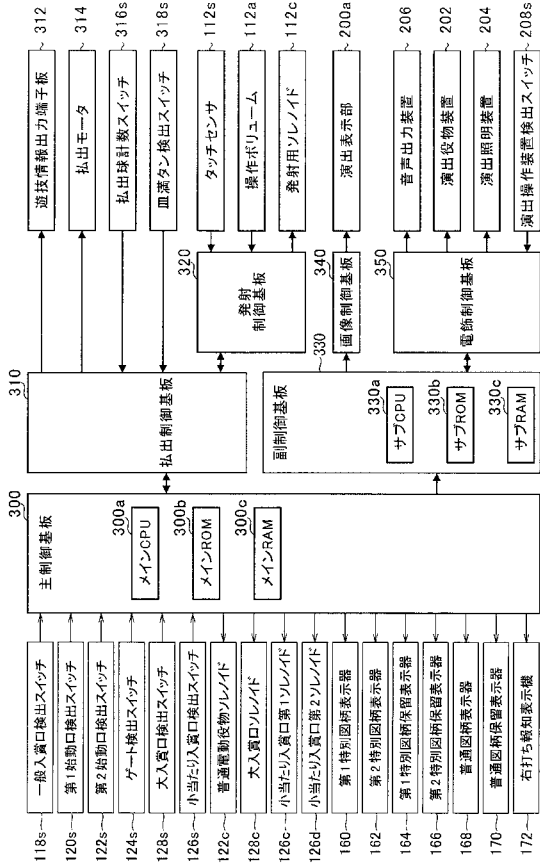 118s
一般入賞口検出スイッチ
120s
第1始動口検出スイッチ
122s
第2始動口検出スイッチ
124s
ゲート検出スイッチ
128s
大入賞口検出スイッチ
126s
小当たり入賞口検出スイッチ
122c
普通電動役物ソレノイド
128c
大入賞口ソレノイド
126c
小当たり入賞口第1ソレノイド
126d
小当たり入賞口第2ソレノイド
160
第1特別図柄表示器
162
第2特別図柄表示器
164
第1特別図柄保留表示器
166
第2特別図柄保留表示器
168
普通図柄表示器
170
普通図柄保留表示器
172
右打ち報知表示機
300
主制御基板
300a
メインCPU
300b
メインROM
300c
メインRAM
310
払出制御基板
330
副制御基板
330a
サブCPU
330b
サブROM
330c
サブRAM
320
発射
制御基板
340
画像制御基板
350
電飾制御基板
遊技情報出力端子板
312
払出モータ
314
払出球計数スイッチ
316s
皿満タン検出スイッチ
318s
タッチセンサ
112s
操作ボリューム
112a
発射用ソレノイド
112c
演出表示部
200a
音声出力装置
206
演出役物装置
202
演出照明装置
204
演出操作装置検出スイッチ
208s